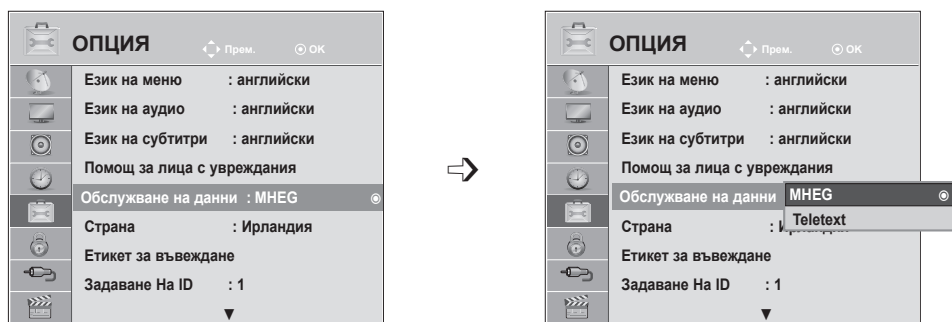 ОПЦИЯ
Прем.
ОК
Език на меню : английски
Език на аудио : английски
Език на субтитри : английски
Помощ за лица с увреждания
Обслужване на данни : MHEG
Страна : Ирландия
Етикет за въвеждане
Задаване На ID : 1
ОПЦИЯ
Прем.
ОК
Език на меню : английски
Език на аудио : английски
Език на субтитри : английски
Помощ за лица с увреждания
Обслужване на данни
MHEG
Teletext
Страна :
Етикет за въвеждане
Задаване На ID : 1